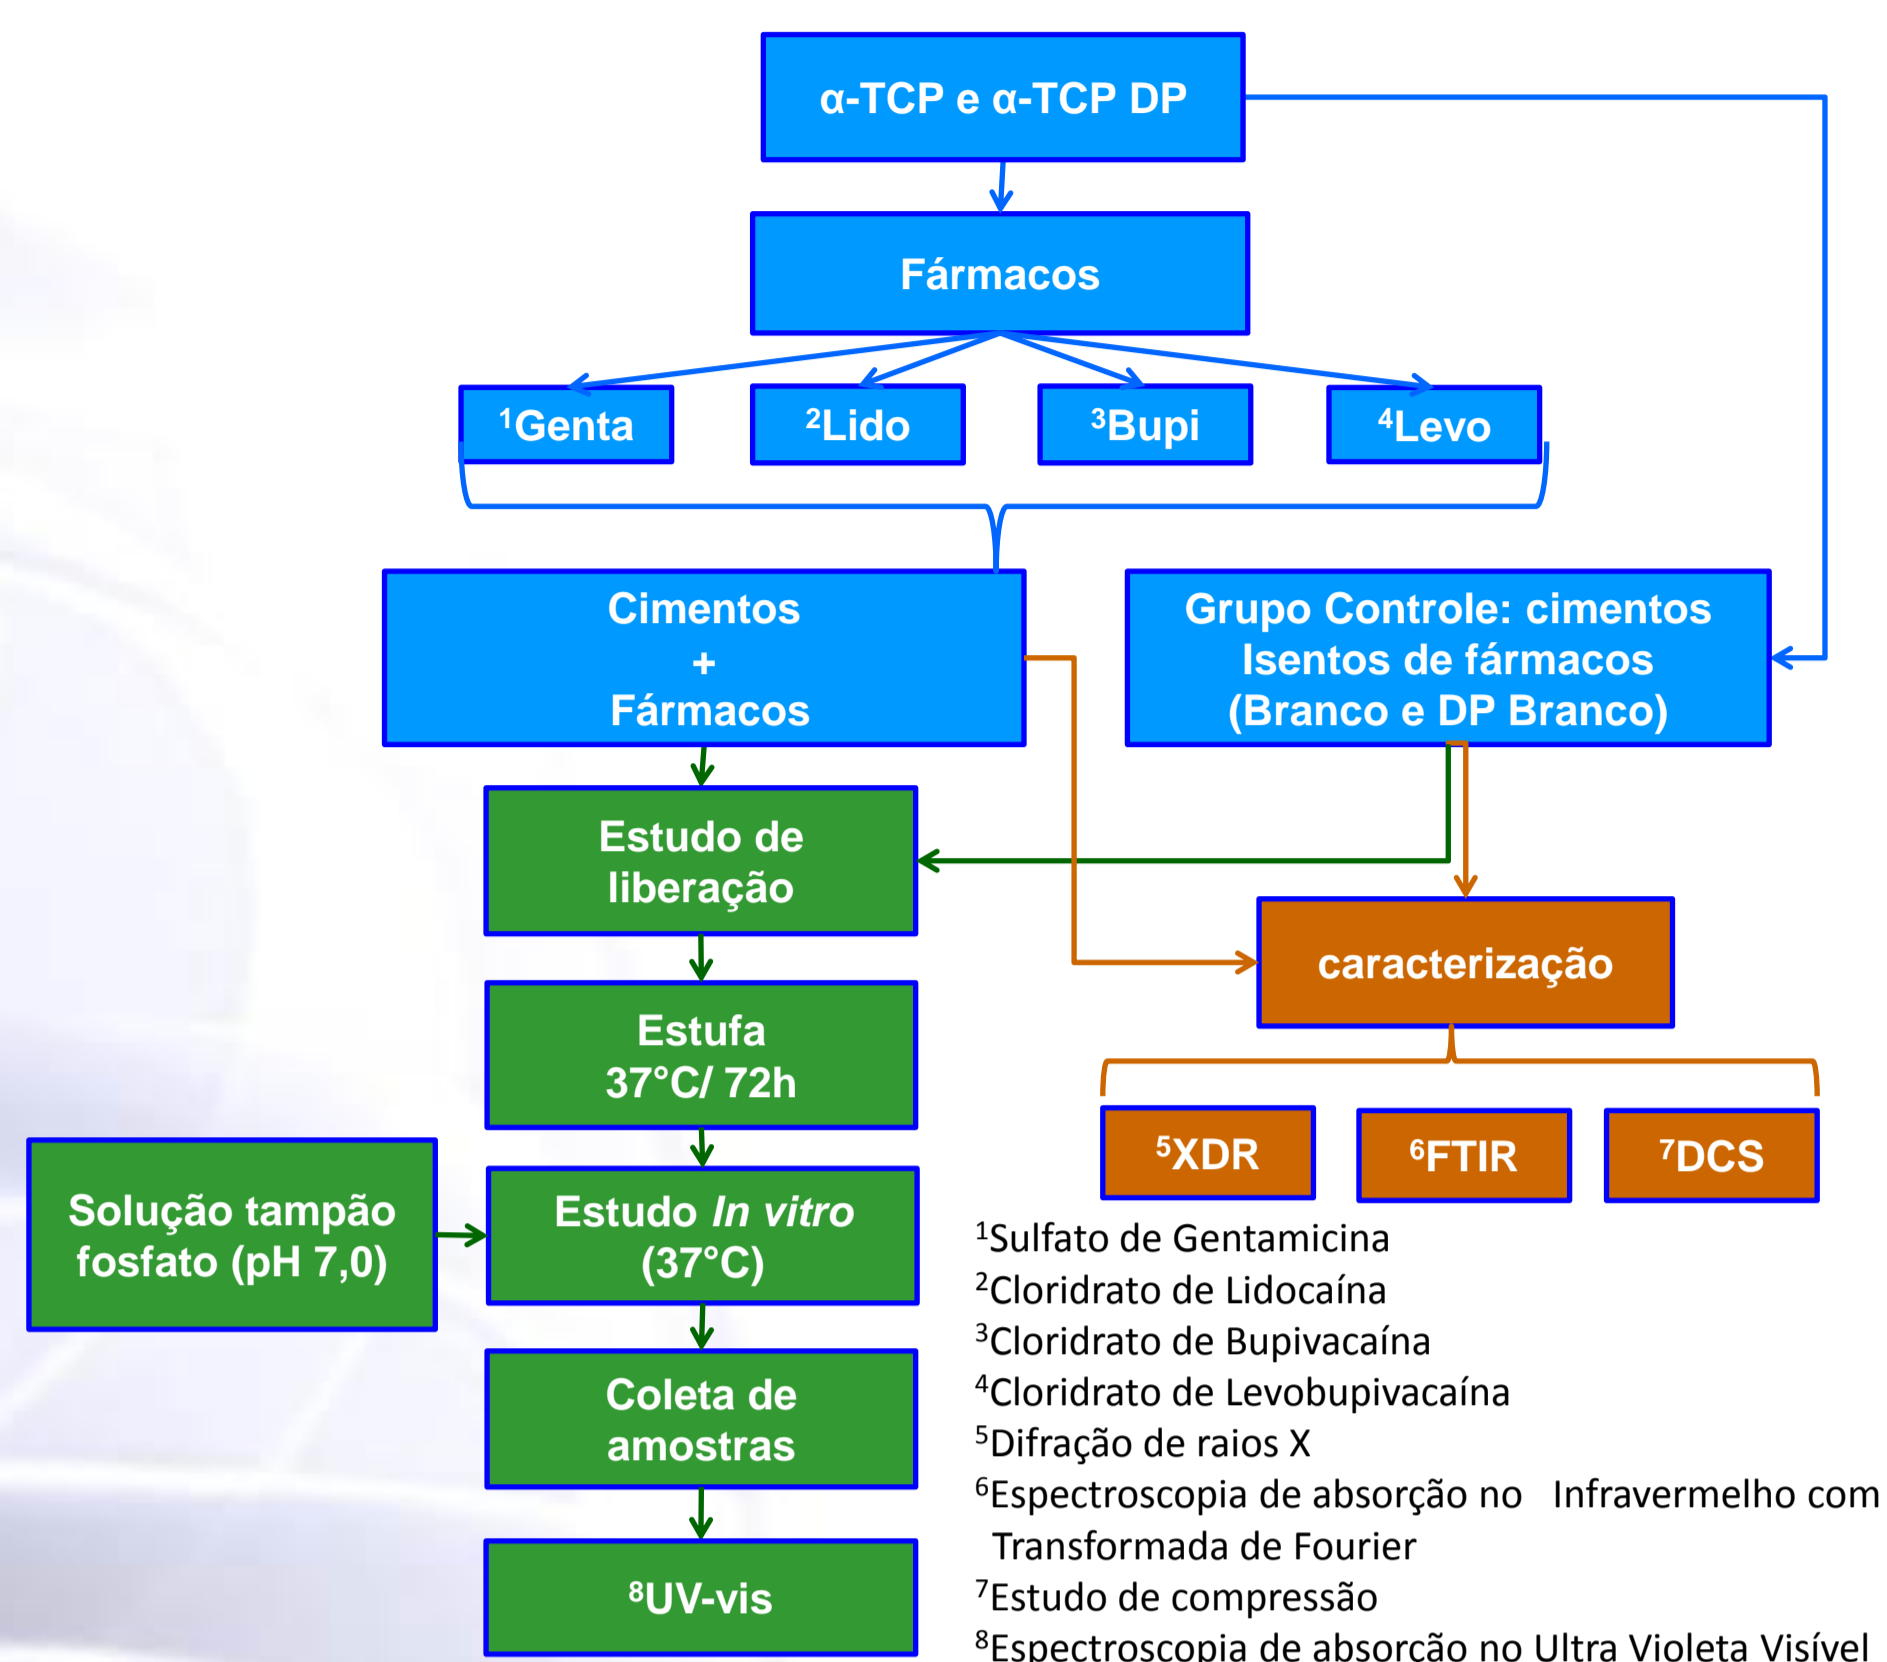 α-TCP e α-TCP DP
Fármacos
¹Genta
²Lido
³Bupi
⁴Levo
Cimentos
+
Fármacos
Grupo Controle: cimentos
Isentos de fármacos
(Branco e DP Branco)
Estudo de
liberação
caracterização
Estufa
37°C/ 72h
⁵XDR
⁶FTIR
⁷DCS
Solução tampão
fosfato (pH 7,0)
Estudo In vitro
(37°C)
Coleta de
amostras
⁸UV-vis
¹Sulfato de Gentamicina
²Cloridrato de Lidocaína
³Cloridrato de Bupivacaína
⁴Cloridrato de Levobupivacaína
⁵Difração de raios X
⁶Espectroscopia de absorção no Infravermelho com
Transformada de Fourier
⁷Estudo de compressão
⁸Espectroscopia de absorção no Ultra Violeta Visível